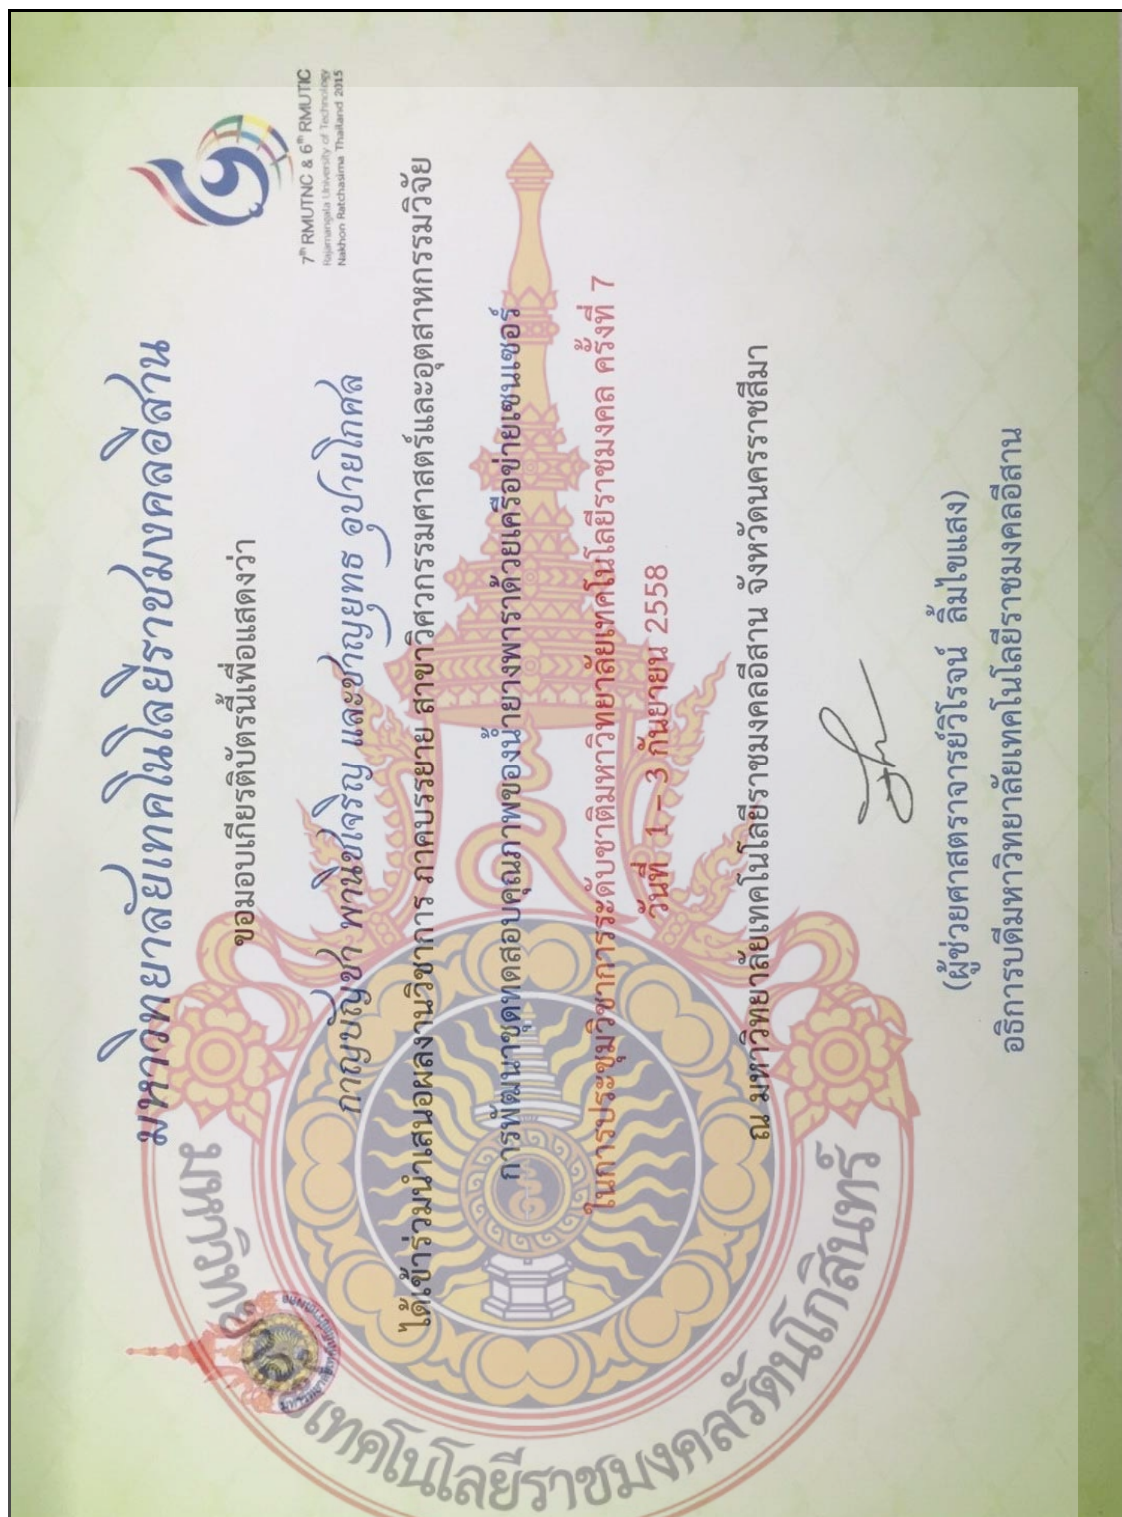 7th RMUTNC & 6th RMUTIC
Rajamangala University of Technology
Nakhon Ratchasima Thailand 2015
มหาวิทยาลัยเทคโนโลยีราชมงคลอีสาน
ขอมอบเกียรติบัตรนี้เพื่อแสดงว่า
กาญบัญชา พานิชเจริญ และชาญยุทธ อุปายโกศล
ได้เข้าร่วมนำเสนอผลงานวิชาการ ภาคบรรยาย สาขาวิศวกรรมศาสตร์และอุตสาหกรรมวิจัย
การพัฒนาชุดทดสอบคุณภาพของน้ำยางพาราด้วยเครือข่ายเซนเซอร์
ในการประชุมวิชาการระดับชาติมหาวิทยาลัยเทคโนโลยีราชมงคล ครั้งที่ 7
วันที่ 1 – 3 กันยายน 2558
ณ มหาวิทยาลัยเทคโนโลยีราชมงคลอีสาน จังหวัดนครราชสีมา
(ผู้ช่วยศาสตราจารย์วิโรจน์ ลิ้มไขแสง)
อธิการบดีมหาวิทยาลัยเทคโนโลยีราชมงคลอีสาน
มหาวิทยาลัยเทคโนโลยีราชมงคลรัตนโกสินทร์